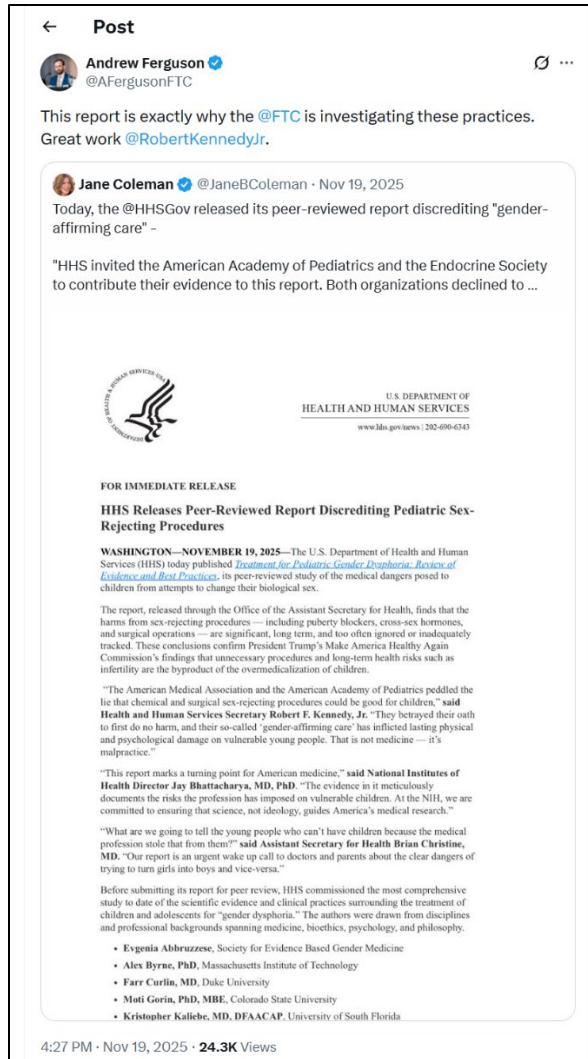 Post
Andrew Ferguson
@AFergusonFTC
This report is exactly why the @FTC is investigating these practices.
Great work @RobertKennedyJr.
Jane Coleman @JaneBColeman · Nov 19, 2025
Today, the @HHSGov released its peer-reviewed report discrediting "gender-
affirming care" -
"HHS invited the American Academy of Pediatrics and the Endocrine Society
to contribute their evidence to this report. Both organizations declined to ...
U.S. DEPARTMENT OF
HEALTH AND HUMAN SERVICES
www.hhs.gov/news | 202-690-6343
FOR IMMEDIATE RELEASE
HHS Releases Peer-Reviewed Report Discrediting Pediatric Sex-
Rejecting Procedures
WASHINGTON—NOVEMBER 19, 2025—The U.S. Department of Health and Human
Services (HHS) today published Treatment for Pediatric Gender Dysphoria: Review of
Evidence and Best Practices, its peer-reviewed study of the medical dangers posed to
children from attempts to change their biological sex.
The report, released through the Office of the Assistant Secretary for Health, finds that the
harms from sex-rejecting procedures — including puberty blockers, cross-sex hormones,
and surgical operations — are significant, long term, and too often ignored or inadequately
tracked. These conclusions confirm President Trump's Make America Healthy Again
Commission's findings that unnecessary procedures and long-term health risks such as
infertility are the byproduct of the overmedicalization of children.
"The American Medical Association and the American Academy of Pediatrics peddled the
lie that chemical and surgical sex-rejecting procedures could be good for children," said
Health and Human Services Secretary Robert F. Kennedy, Jr. "They betrayed their oath
to first do no harm, and their so-called 'gender-affirming care' has inflicted lasting physical
and psychological damage on vulnerable young people. That is not medicine — it's
malpractice."
"This report marks a turning point for American medicine," said National Institutes of
Health Director Jay Bhattacharya, MD, PhD. "The evidence in it meticulously
documents the risks the profession has imposed on vulnerable children. At the NIH, we are
committed to ensuring that science, not ideology, guides America's medical research."
"What are we going to tell the young people who can't have children because the medical
profession stole that from them?" said Assistant Secretary for Health Brian Christine,
MD. "Our report is an urgent wake up call to doctors and parents about the clear dangers of
trying to turn girls into boys and vice-versa."
Before submitting its report for peer review, HHS commissioned the most comprehensive
study to date of the scientific evidence and clinical practices surrounding the treatment of
children and adolescents for "gender dysphoria." The authors were drawn from disciplines
and professional backgrounds spanning medicine, bioethics, psychology, and philosophy.
• Evgenia Abbruzzese, Society for Evidence Based Gender Medicine
• Alex Byrne, PhD, Massachusetts Institute of Technology
• Farr Curlin, MD, Duke University
• Moti Gorin, PhD, MBE, Colorado State University
• Kristopher Kaliebe, MD, DFAACAP, University of South Florida
4:27 PM · Nov 19, 2025 · 24.3K Views